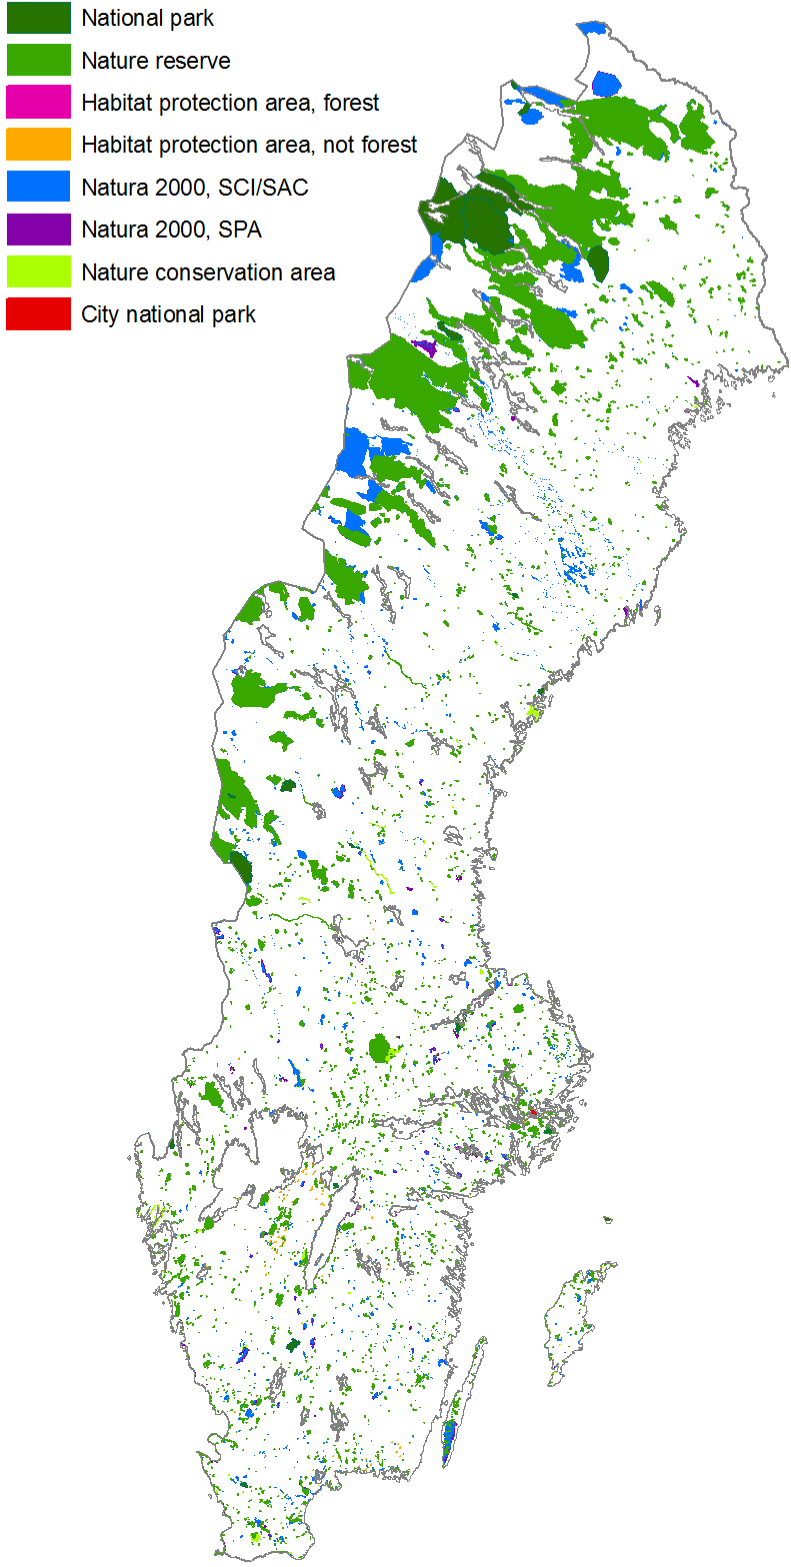 National park
Nature reserve
Habitat protection area, forest
Habitat protection area, not forest
Natura 2000, SCI/SAC
Natura 2000, SPA
Nature conservation area
City national park